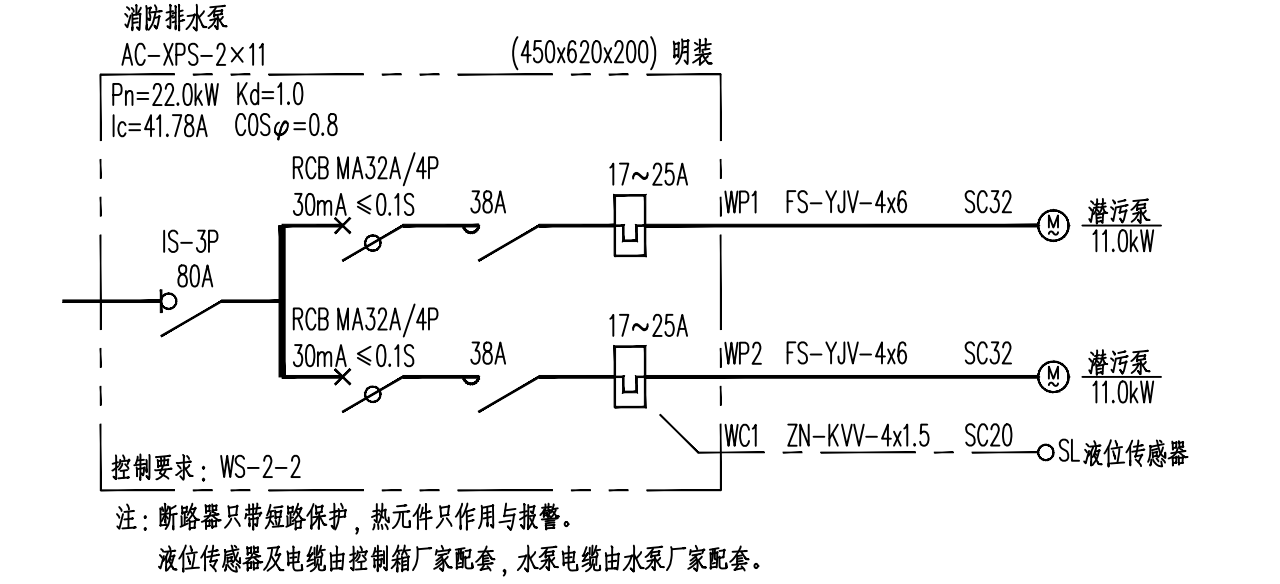 消防排水泵
AC-XPS-2×11
(450x620x200) 明装
Pn=22.0kW Kd=1.0
Ic=41.78A COSφ=0.8
RCB MA32A/4P
30mA ≤0.1S
38A
17~25A
WP1 FS-YJV-4x6 SC32
M
~
潜污泵
11.0kW
IS-3P
80A
RCB MA32A/4P
30mA ≤0.1S
38A
17~25A
WP2 FS-YJV-4x6 SC32
M
~
潜污泵
11.0kW
WC1 ZN-KVV-4x1.5 SC20
SL液位传感器
控制要求：WS-2-2
注：断路器只带短路保护，热元件只作用与报警。
液位传感器及电缆由控制箱厂家配套，水泵电缆由水泵厂家配套。